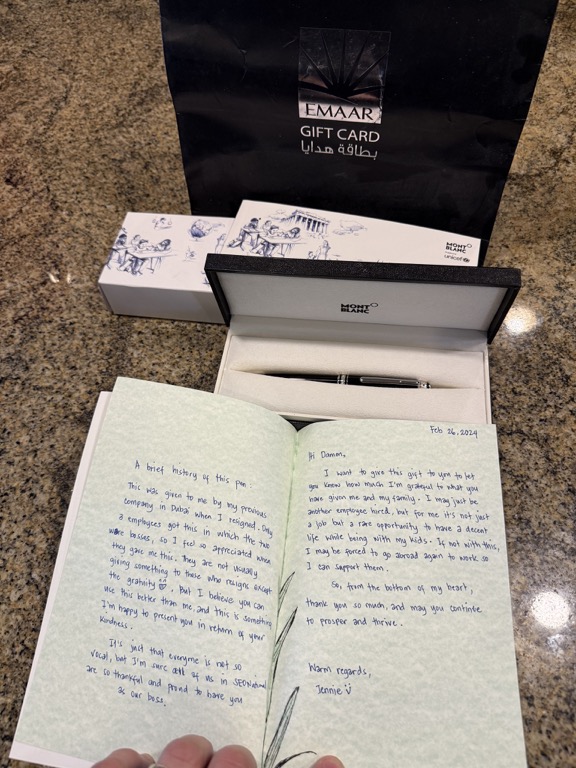 EMAAR
GIFT CARD
بطاقة هدايا
MONT
BLANC
unicef
MONT
BLANC
A brief history of this pen.
This was given to me by my previous
company in Dubai when I resigned. Only
a employees got this in which the two
were bosses, so I feel so appreciated when
they gave me this. They are not usually
giving something to those who resigns except
the gratuity. But I believe you can
use this better than me, and this is something
I'm happy to present you in return of your
kindness.
It's just that everyone is not so
vocal, but I'm sure all of us in SEONational
are so thankful and proud to have you
as our boss.
Feb 26, 2024
Hi Damon,
I want to give this gift to you to let
you know how much I'm grateful to what you
have given me and my family. I may just be
another employee hired, but for me it's not just
a job but a rare opportunity to have a decent
life while being with my kids. If not with this,
I may be forced to go abroad again to work so
I can support them.
So, from the bottom of my heart,
thank you so much, and may you continue
to prosper and thrive.
Warm regards,
Jennie